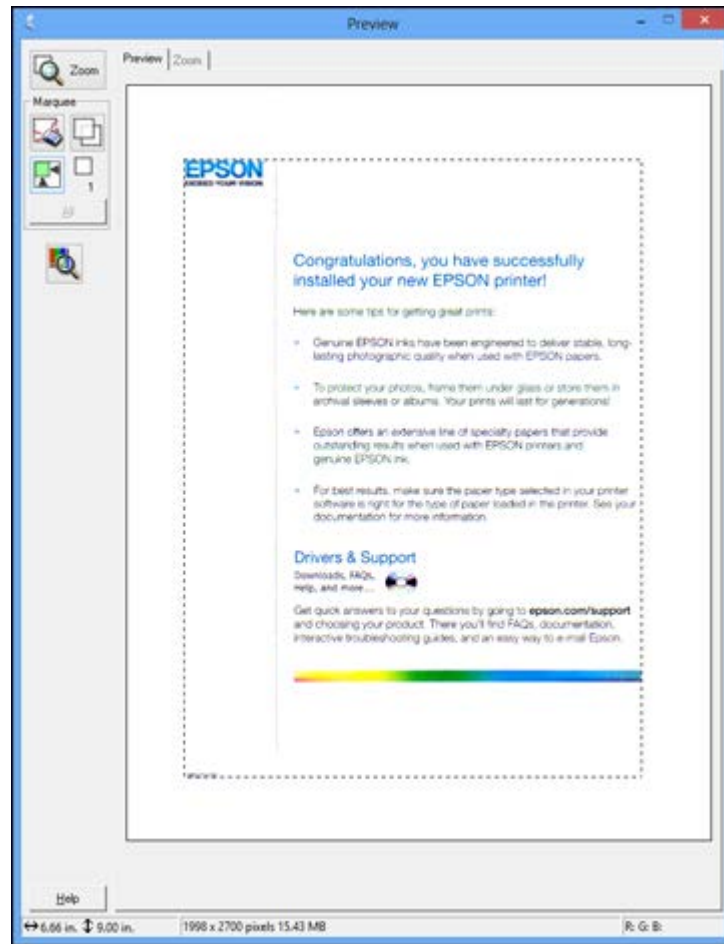 Preview
Zoom
Preview Zoom
Marquee
1
All
EPSON
EXCEED YOUR VISION
Congratulations, you have successfully
installed your new EPSON printer!
Here are some tips for getting great prints:
Genuine EPSON inks have been engineered to deliver stable, long-
lasting photographic quality when used with EPSON papers.
To protect your photos, frame them under glass or store them in
archival sleeves or albums. Your prints will last for generations!
Epson offers an extensive line of specialty papers that provide
outstanding results when used with EPSON printers and
genuine EPSON ink.
For best results, make sure the paper type selected in your printer
software is right for the type of paper loaded in the printer. See your
documentation for more information.
Drivers & Support
Downloads, FAQs,
Help, and more ...
Get quick answers to your questions by going to epson.com/support
and choosing your product. There you'll find FAQs, documentation,
interactive troubleshooting guides, and an easy way to e-mail Epson.
Help
6.66 in. 9.00 in. 1998 x 2700 pixels 15.43 MB R: G: B: